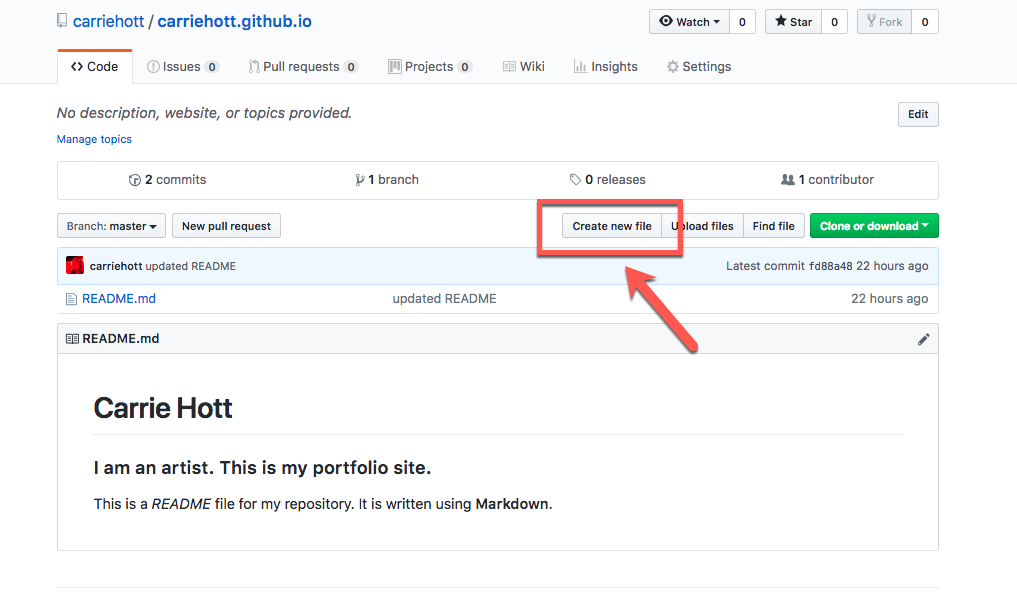 carriehott / carriehott.github.io
Watch 0 Star 0 Fork 0
Code Issues 0 Pull requests 0 Projects 0 Wiki Insights Settings
No description, website, or topics provided.
Edit
Manage topics
2 commits 1 branch 0 releases 1 contributor
Branch: master New pull request Create new file Upload files Find file Clone or download
carriehott updated README Latest commit fd88a48 22 hours ago
README.md updated README 22 hours ago
README.md
Carrie Hott
I am an artist. This is my portfolio site.
This is a README file for my repository. It is written using Markdown.